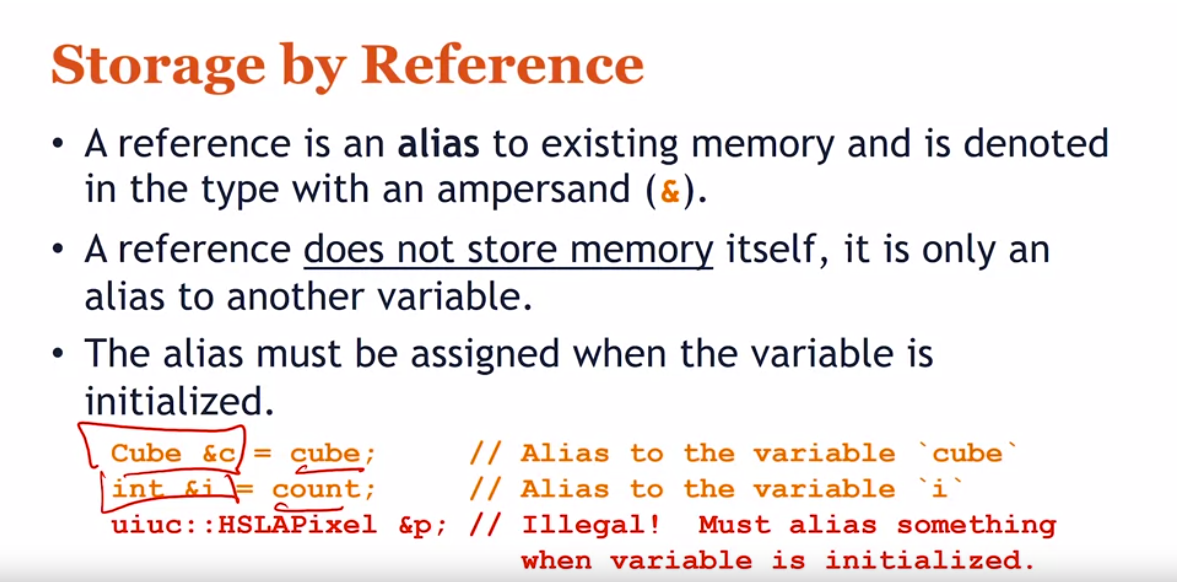 Storage by Reference
• A reference is an alias to existing memory and is denoted
in the type with an ampersand (&).
• A reference does not store memory itself, it is only an
alias to another variable.
• The alias must be assigned when the variable is
initialized.
Cube &c = cube; // Alias to the variable `cube`
int &i = count; // Alias to the variable `i`
uiuc::HSLAPixel &p; // Illegal! Must alias something
when variable is initialized.